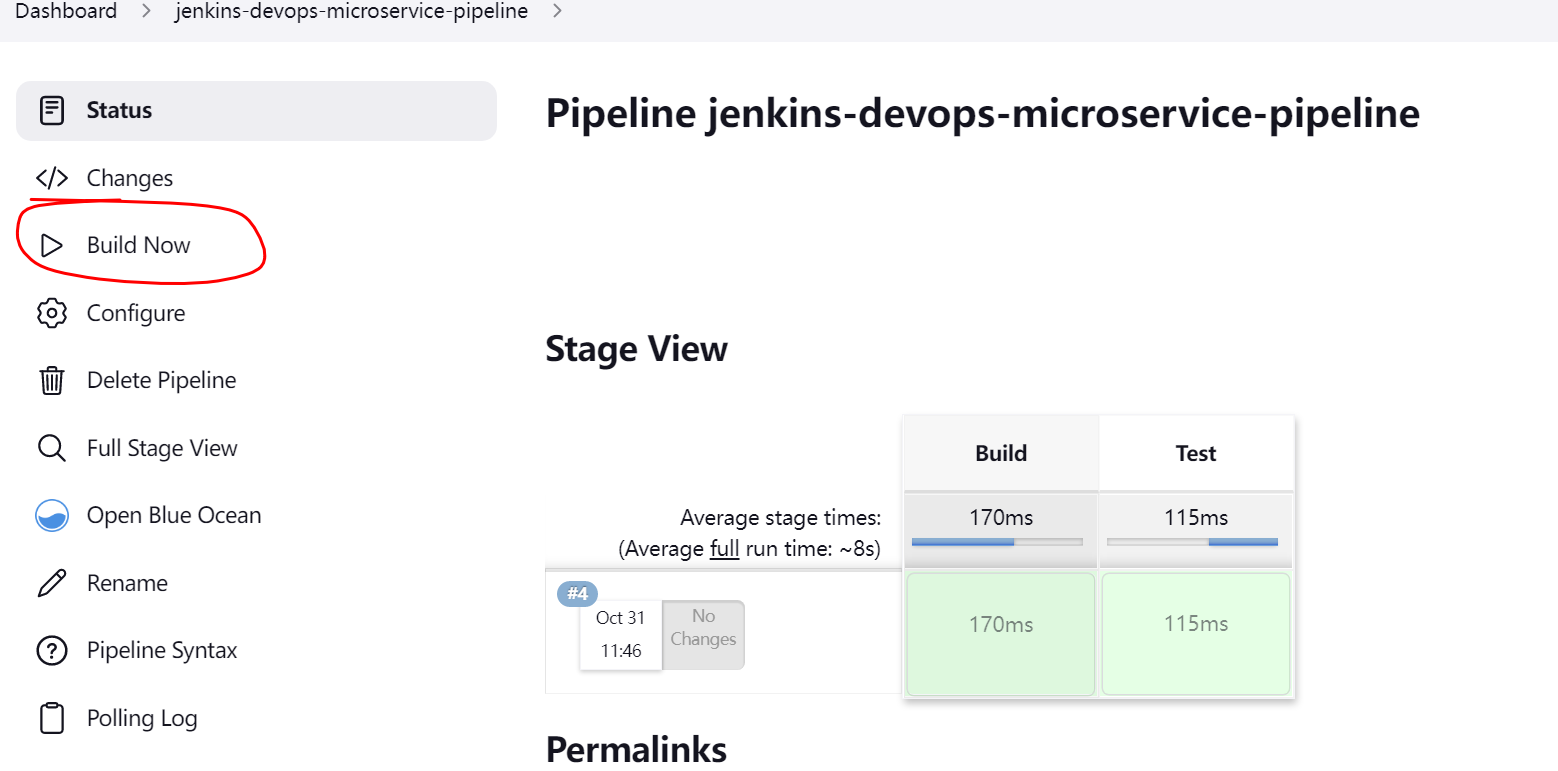 Dashboard > jenkins-devops-microservice-pipeline >
Status
Changes
Build Now
Configure
Delete Pipeline
Full Stage View
Open Blue Ocean
Rename
Pipeline Syntax
Polling Log
Pipeline jenkins-devops-microservice-pipeline
Stage View
Build Test
Average stage times: 170ms 115ms
(Average full run time: ~8s)
#4
Oct 31 No
Changes
11:46
170ms 115ms
Permalinks